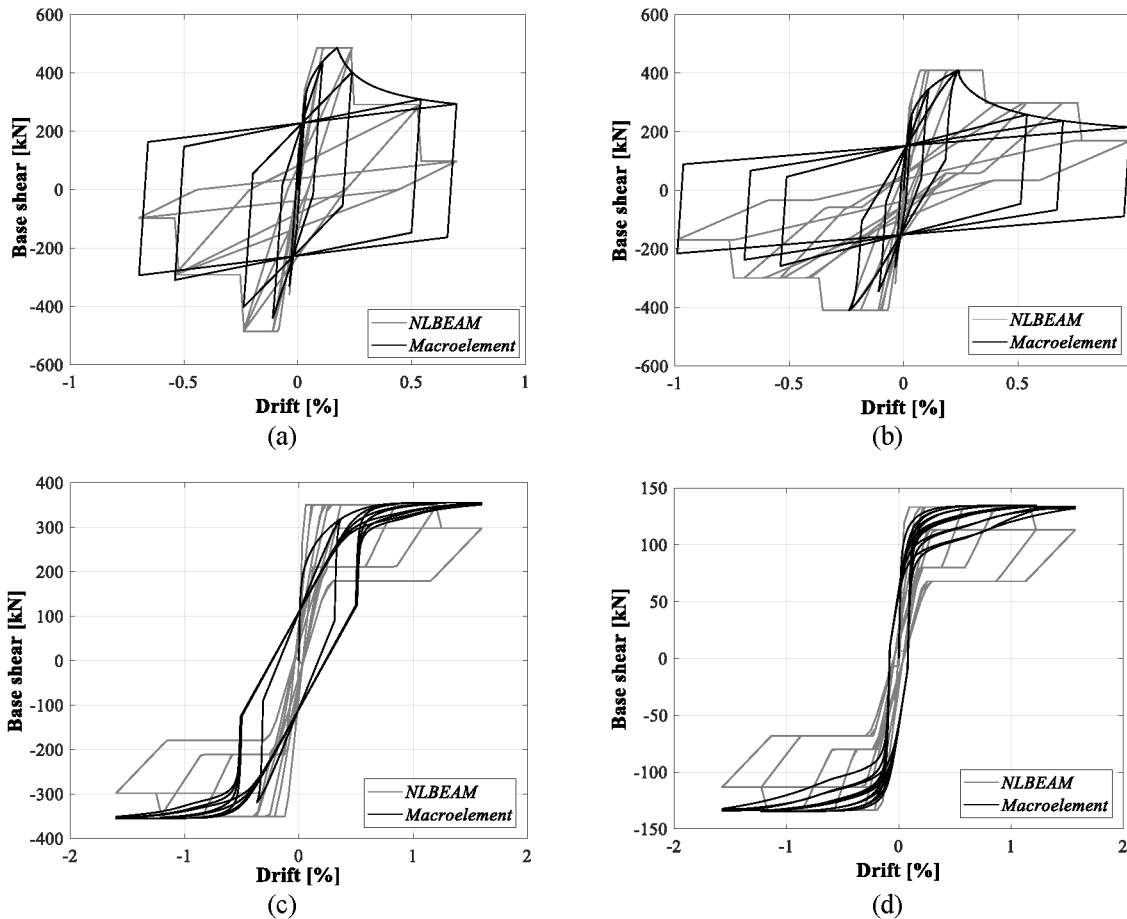 600
400
200
0
-200
-400
-600
Base shear [kN]
-1
-0.5
0
0.5
1
Drift [%]
NLBEAM
Macroelement
(a)
600
400
200
0
-200
-400
-600
Base shear [kN]
-1
-0.5
0
0.5
1
Drift [%]
NLBEAM
Macroelement
(b)
400
300
200
100
0
-100
-200
-300
-400
Base shear [kN]
-2
-1
0
1
2
Drift [%]
NLBEAM
Macroelement
(c)
150
100
50
0
-50
-100
-150
Base shear [kN]
-2
-1
0
1
2
Drift [%]
NLBEAM
Macroelement
(d)